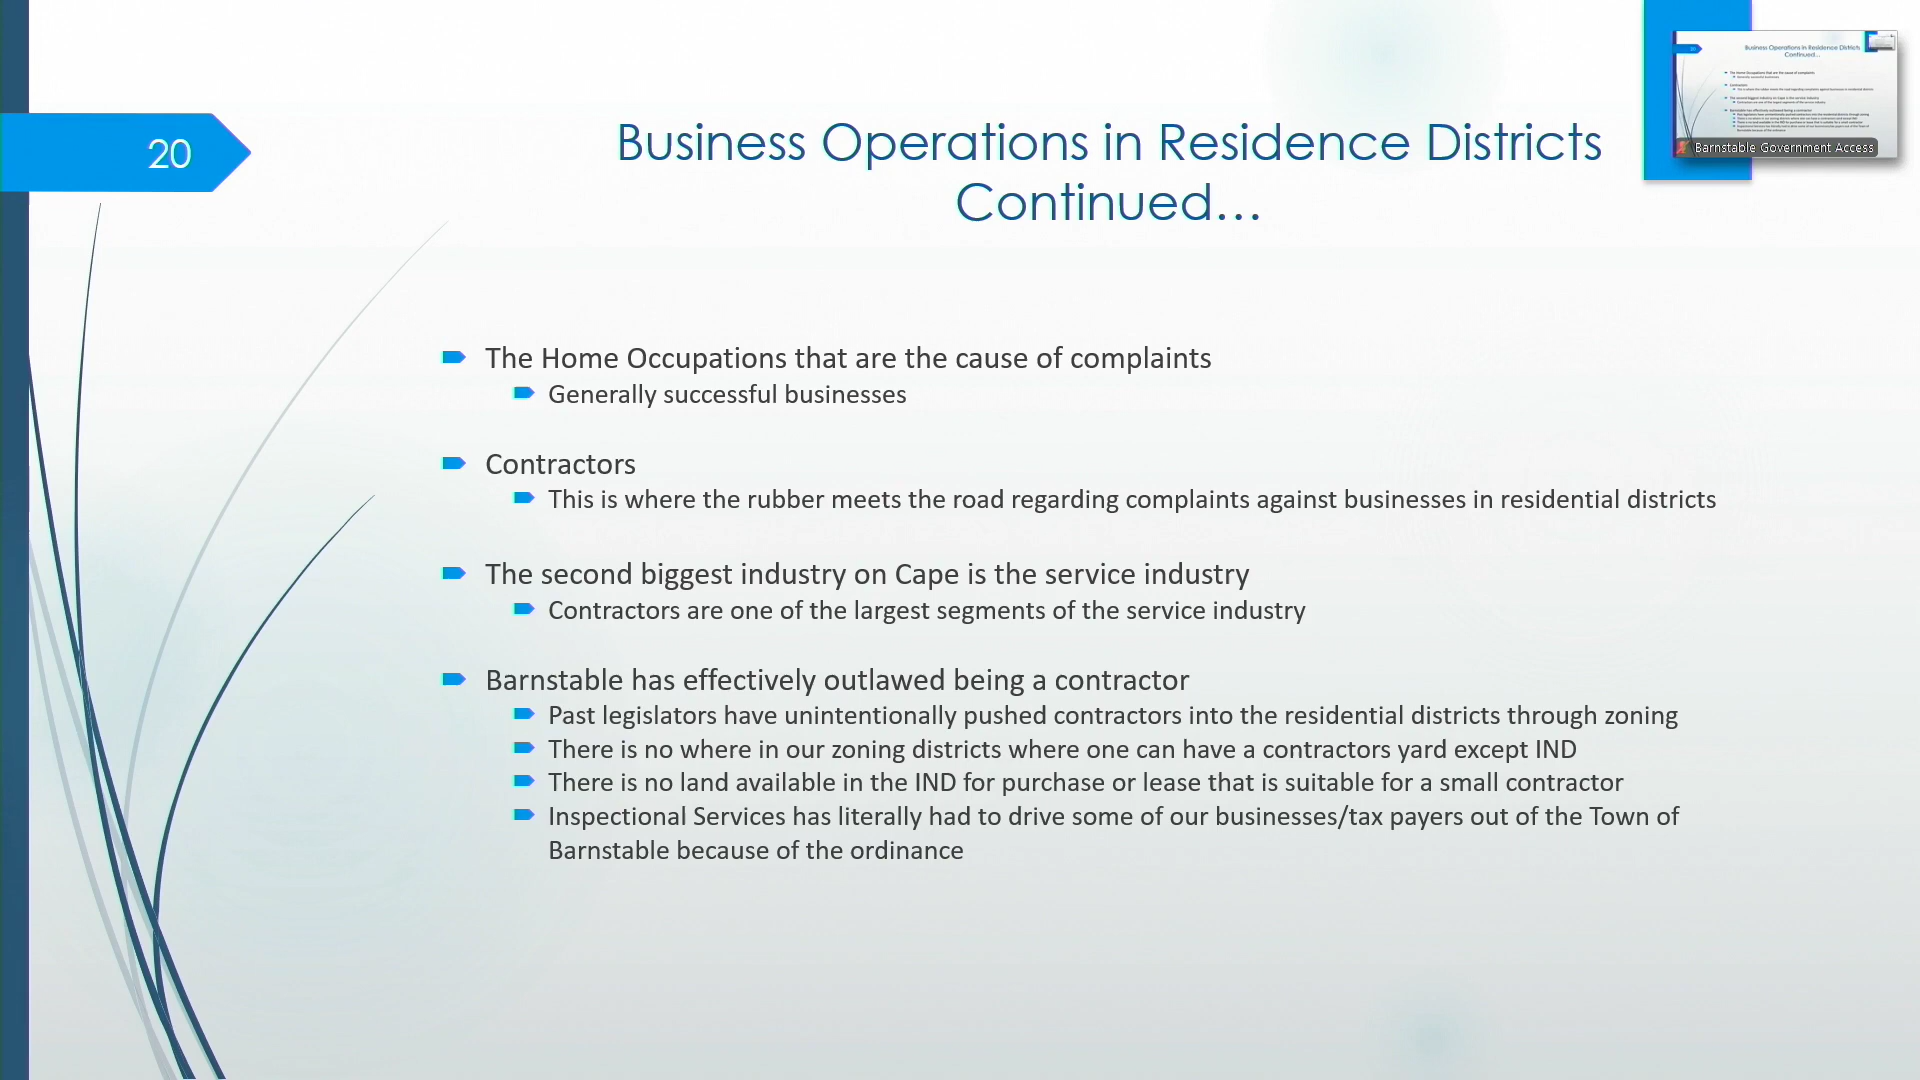 20
Business Operations in Residence Districts
Continued...
The Home Occupations that are the cause of complaints
Generally successful businesses
Contractors
This is where the rubber meets the road regarding complaints against businesses in residential districts
The second biggest industry on Cape is the service industry
Contractors are one of the largest segments of the service industry
Barnstable has effectively outlawed being a contractor
Past legislators have unintentionally pushed contractors into the residential districts through zoning
There is no where in our zoning districts where one can have a contractors yard except IND
There is no land available in the IND for purchase or lease that is suitable for a small contractor
Inspectional Services has literally had to drive some of our businesses/tax payers out of the Town of
Barnstable because of the ordinance
Business Operations in Residence Districts
Continued...
Barnstable Government Access